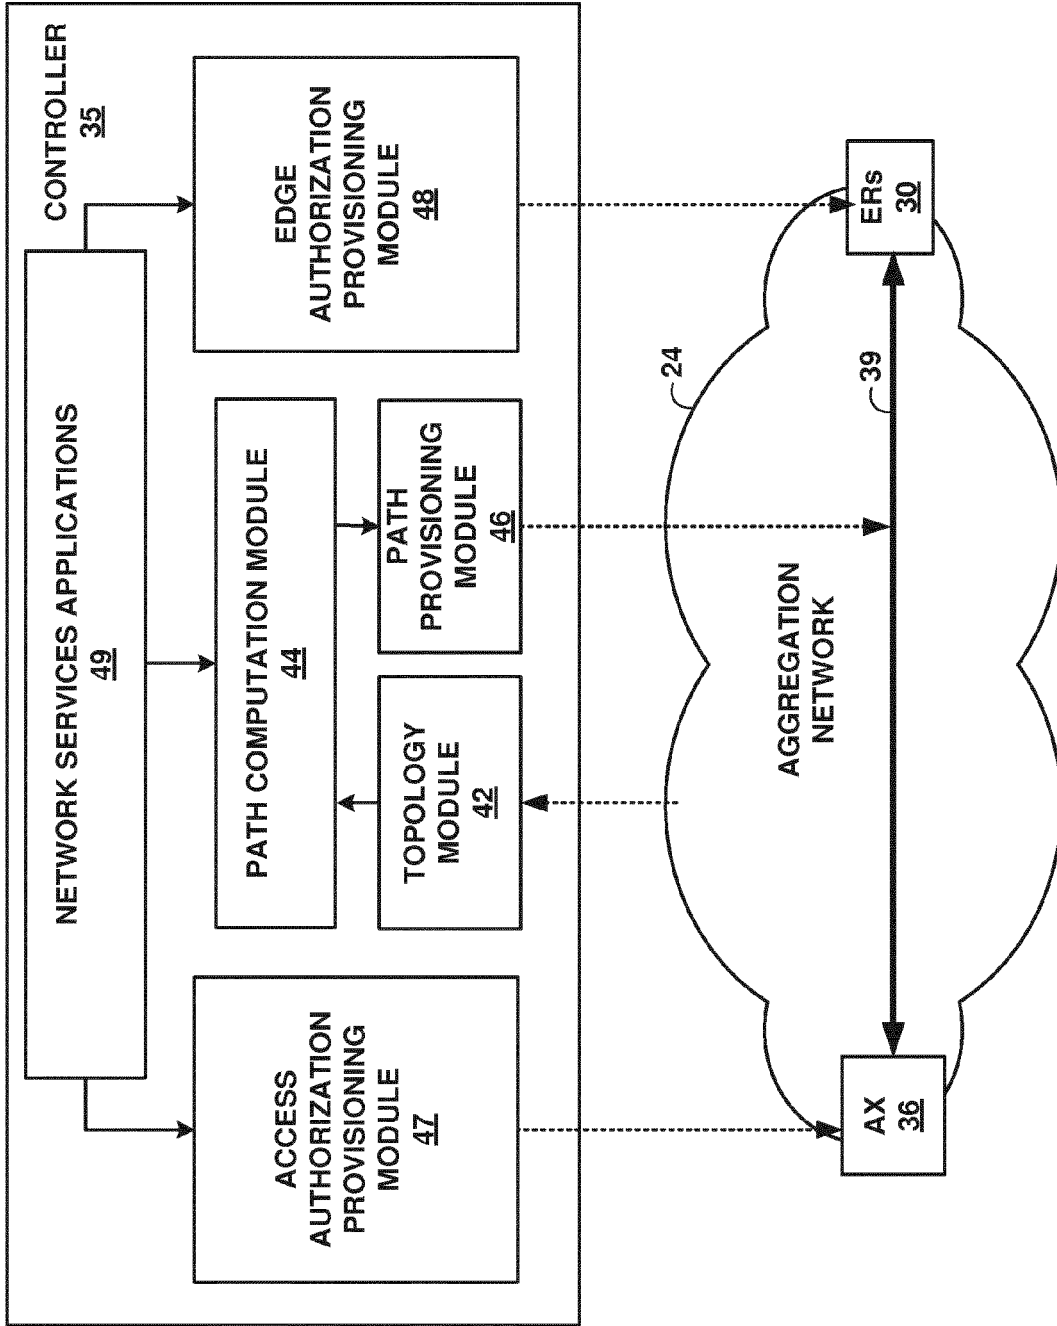 CONTROLLER
35
NETWORK SERVICES APPLICATIONS
49
ACCESS
AUTHORIZATION
PROVISIONING
MODULE
47
PATH COMPUTATION MODULE
44
TOPOLOGY
MODULE
42
PATH
PROVISIONING
MODULE
46
EDGE
AUTHORIZATION
PROVISIONING
MODULE
48
24
AGGREGATION
NETWORK
39
AX
36
ERs
30